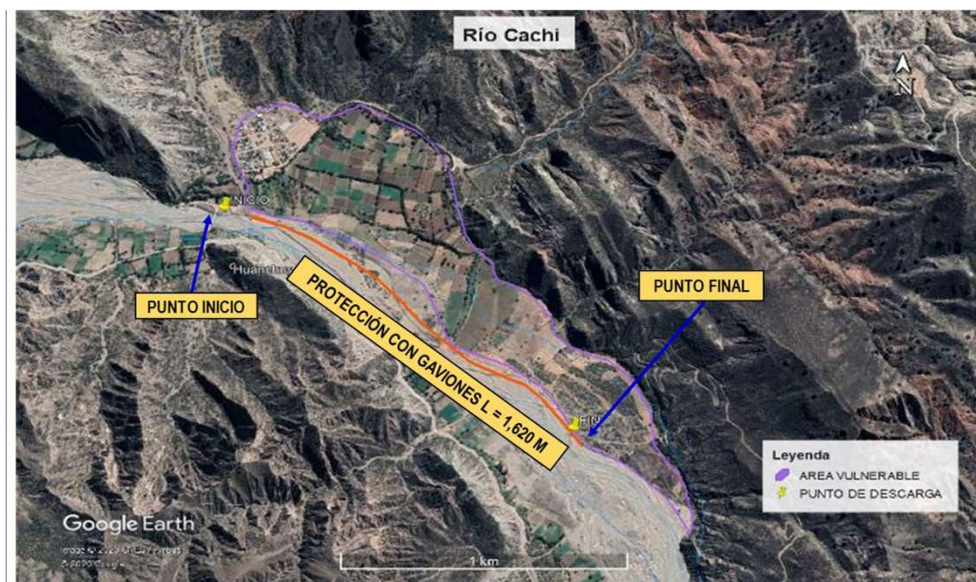 Río Cachi
N
INICIO
Huanchuy
PUNTO INICIO
PUNTO FINAL
PROTECCIÓN CON GAVIONES L = 1,620 M
FIN
Leyenda
AREA VULNERABLE
PUNTO DE DESCARGA
Google Earth
1 km